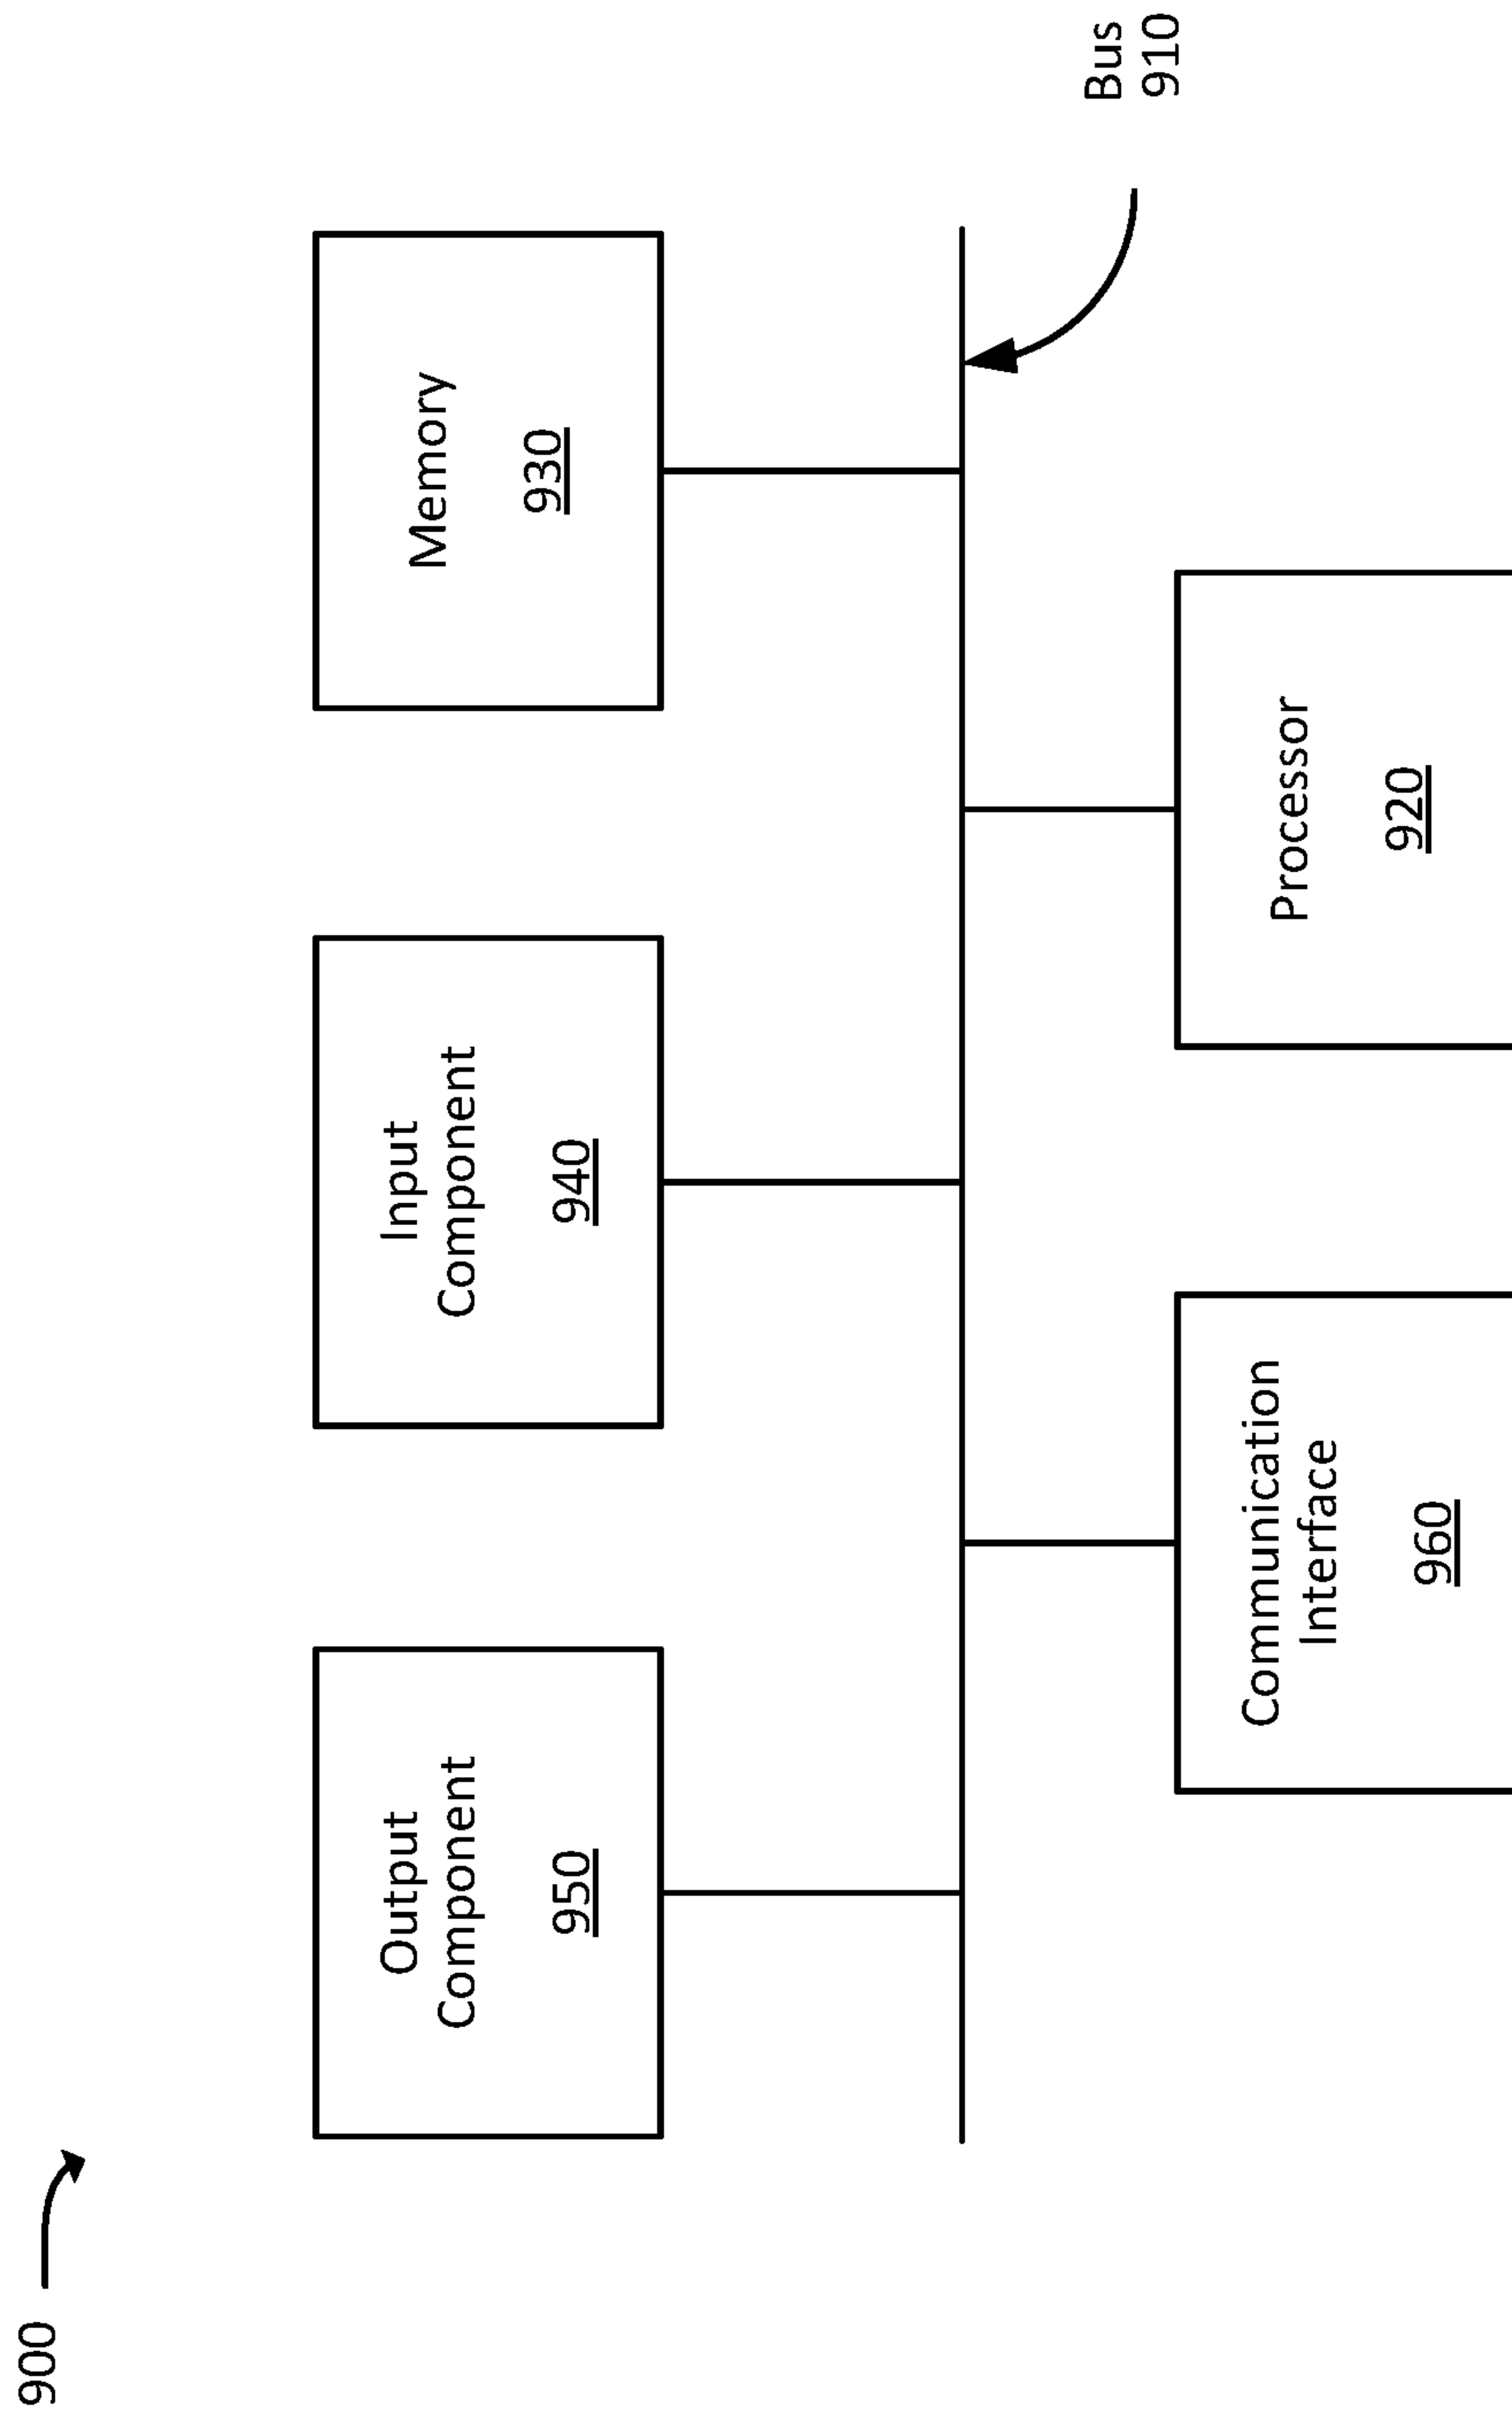 900
Output
Component
950
Input
Component
940
Memory
930
Bus
910
Communication
Interface
960
Processor
920